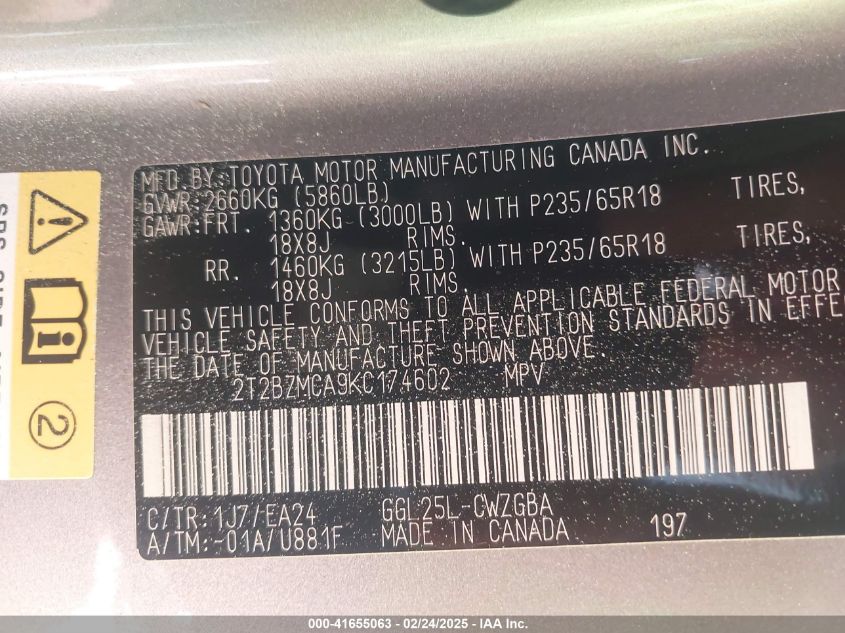 MFD.BY:TOYOTA MOTOR MANUFACTURING CANADA INC.
GVWR:2660KG (5860LB)
GAWR:FRT. 1360KG (3000LB) WITH P235/65R18 TIRES,
18X8J RIMS.
RR. 1460KG (3215LB) WITH P235/65R18 TIRES,
18X8J RIMS.
THIS VEHICLE CONFORMS TO ALL APPLICABLE FEDERAL MOTOR
VEHICLE SAFETY AND THEFT PREVENTION STANDARDS IN EFFE
THE DATE OF MANUFACTURE SHOWN ABOVE.
2T2BZMCA9KC174602 MPV
C/TR:1J7/EA24 GGL25L-CWZGBA
A/TM:-01A/U881F MADE IN CANADA 197
2
000-41655063 - 02/24/2025 - IAA Inc.